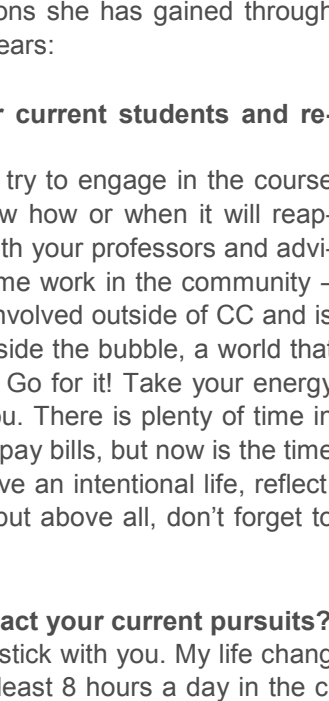 ons she has gained through
ears:
r current students and re-
try to engage in the course
w how or when it will reap-
th your professors and advi-
me work in the community -
nvolved outside of CC and is
side the bubble, a world that
Go for it! Take your energy
ou. There is plenty of time in
pay bills, but now is the time
ve an intentional life, reflect
out above all, don't forget to
act your current pursuits?
stick with you. My life chang
least 8 hours a day in the c